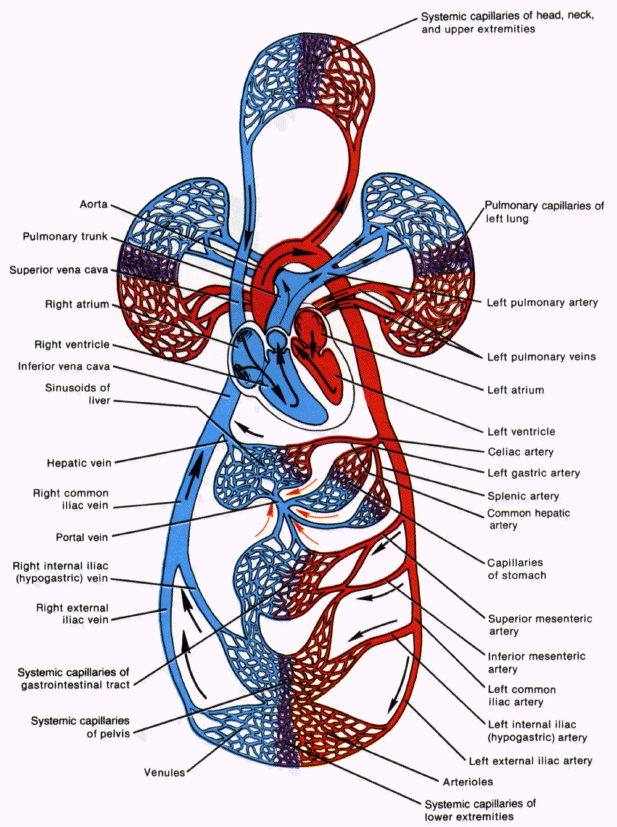 Systemic capillaries of head, neck,
and upper extremities
Aorta
Pulmonary trunk
Superior vena cava
Right atrium
Right ventricle
Inferior vena cava
Sinusoids of
liver
Hepatic vein
Right common
iliac vein
Portal vein
Right internal iliac
(hypogastric) vein
Right external
iliac vein
Systemic capillaries of
gastrointestinal tract
Systemic capillaries
of pelvis
Venules
Pulmonary capillaries of
left lung
Left pulmonary artery
Left pulmonary veins
Left atrium
Left ventricle
Celiac artery
Left gastric artery
Splenic artery
Common hepatic
artery
Capillaries
of stomach
Superior mesenteric
artery
Inferior mesenteric
artery
Left common
iliac artery
Left internal iliac
(hypogastric) artery
Left external iliac artery
Arterioles
Systemic capillaries of
lower extremities